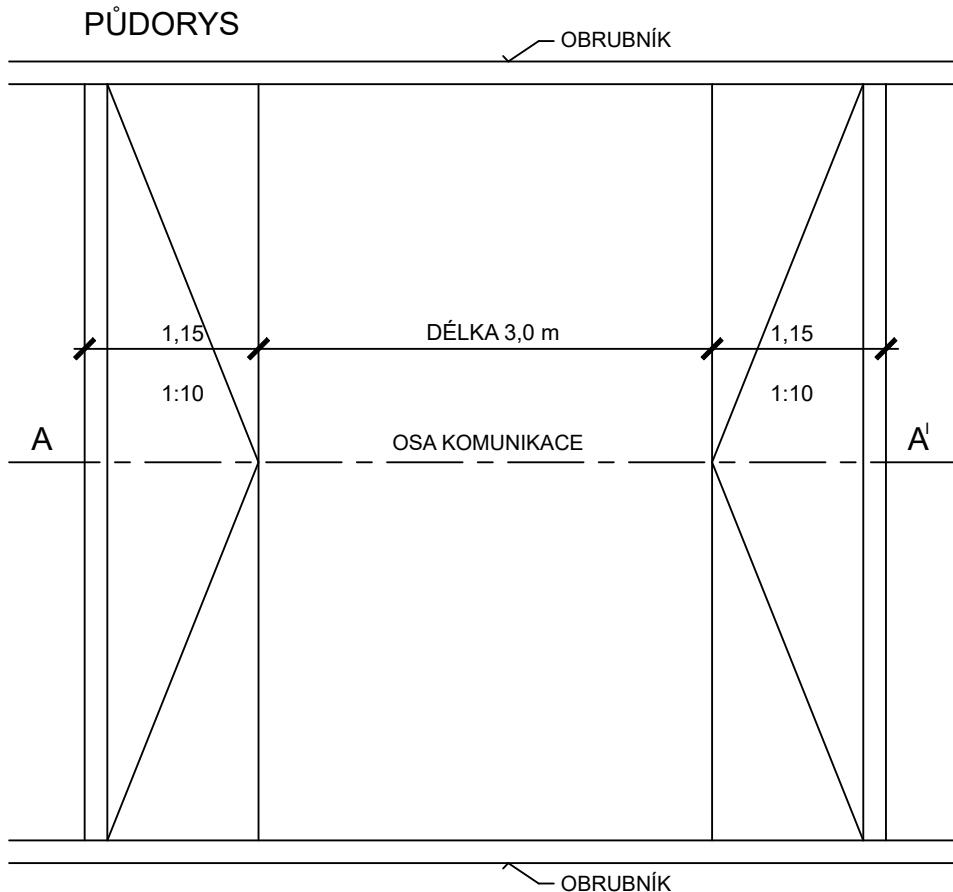 PŮDORYS
OBRUBNÍK
1,15 DÉLKA 3,0 m 1,15
1:10 1:10
A OSA KOMUNIKACE A'
OBRUBNÍK